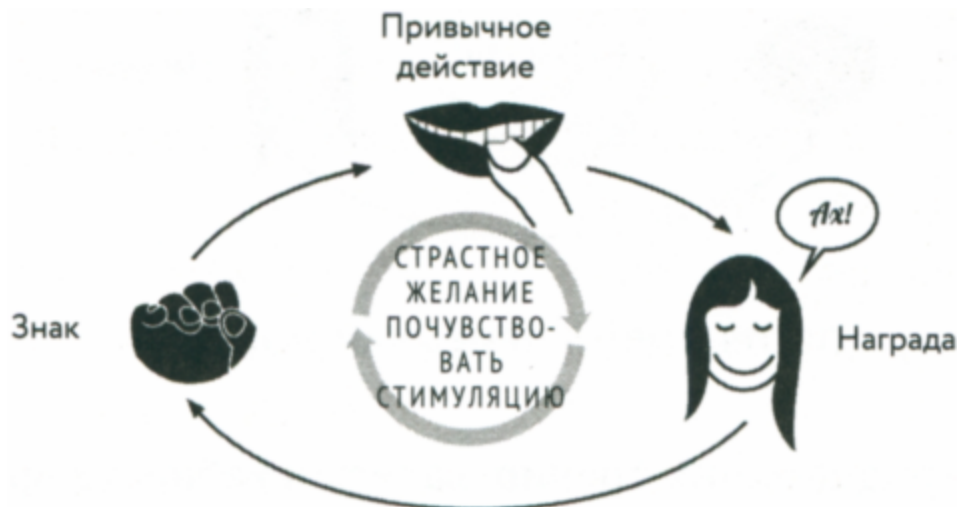 Привычное
действие
Ах!
Знак
СТРАСТНОЕ
ЖЕЛАНИЕ
ПОЧУВСТВО-
ВАТЬ
СТИМУЛЯЦИЮ
Награда